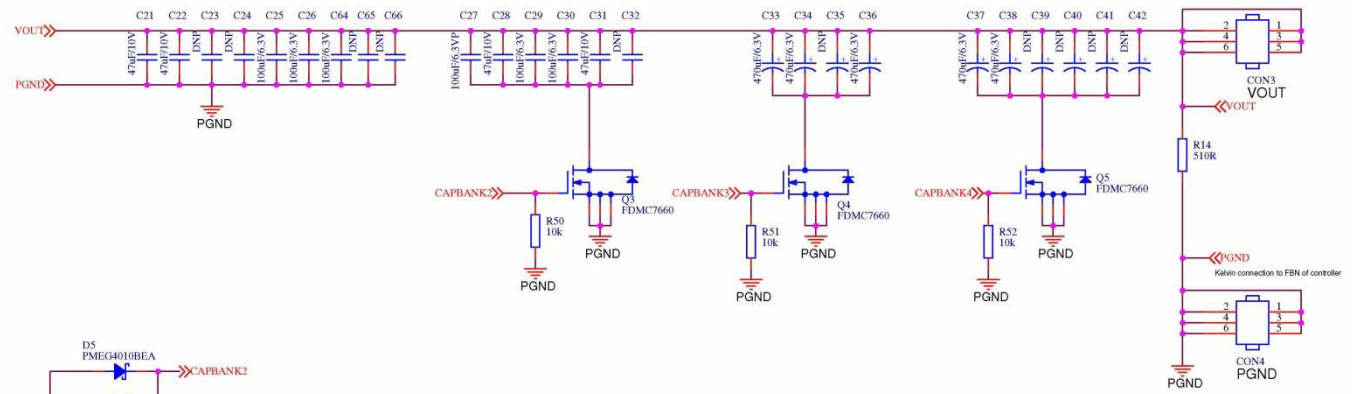 C21 C22 C23 C24 C25 C26 C64 C65 C66
C27 C28 C29 C30 C31 C32
C33 C34 C35 C36
C37 C38 C39 C40 C41 C42
VOUT
47uF/10V
47uF/10V
DNP
DNP
100uF/6.3V
100uF/6.3V
100uF/6.3V
DNP
DNP
100uF/6.3VP
47uF/10V
100uF/6.3V
100uF/6.3V
47uF/10V
DNP
470uF/6.3V
470uF/6.3V
DNP
470uF/6.3V
470uF/6.3V
470uF/6.3V
DNP
DNP
DNP
PGND
PGND
2 1
4 3
6 5
CON3
VOUT
VOUT
R14
510R
CAPBANK2
Q3
FDMC7660
R50
10k
PGND
PGND
CAPBANK3
Q4
FDMC7660
R51
10k
PGND
PGND
CAPBANK4
Q5
FDMC7660
R52
10k
PGND
PGND
PGND
Kelvin connection to FBN of controller
2 1
4 3
6 5
CON4
PGND
PGND
D5
PMEG4010BEA
CAPBANK2